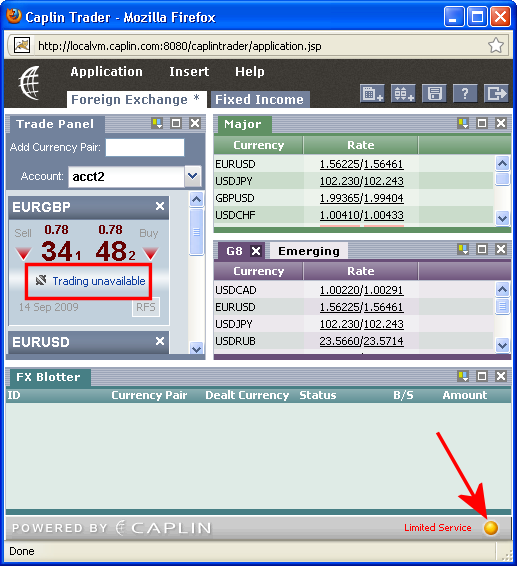 Caplin Trader - Mozilla Firefox
http://localvm.caplin.com:8080/caplintrader/application.jsp
Application Insert Help
Foreign Exchange * Fixed Income
Trade Panel
Add Currency Pair:
Account: acct2
EURGBP
Sell 0.78 0.78 Buy
34 1 48 2
Trading unavailable
14 Sep 2009 RFS
EURUSD
Major
Currency Rate
EURUSD 1.56225/1.56461
USDJPY 102.230/102.243
GBPUSD 1.99365/1.99404
USDCHF 1.00410/1.00433
G8 Emerging
Currency Rate
USDCAD 1.00220/1.00291
EURUSD 1.56225/1.56461
USDJPY 102.230/102.243
USDRUB 23.5660/23.5714
FX Blotter
ID Currency Pair Dealt Currency Status B/S Amount
POWERED BY CAPLIN Limited Service
Done